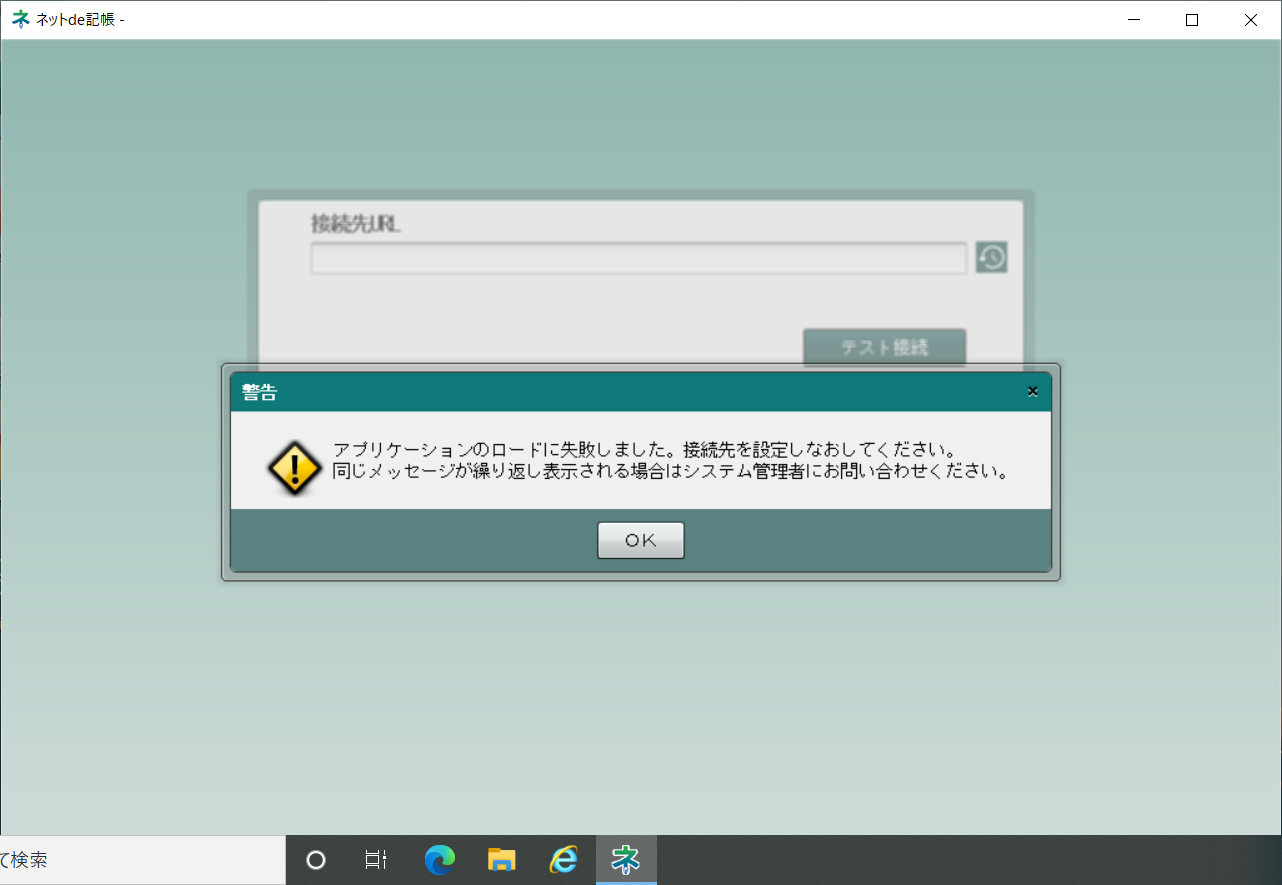 ネットde記帳 -
接続先URL
テスト接続
警告
アプリケーションのロードに失敗しました。接続先を設定しなおしてください。
同じメッセージが繰り返し表示される場合はシステム管理者にお問い合わせください。
OK
て検索